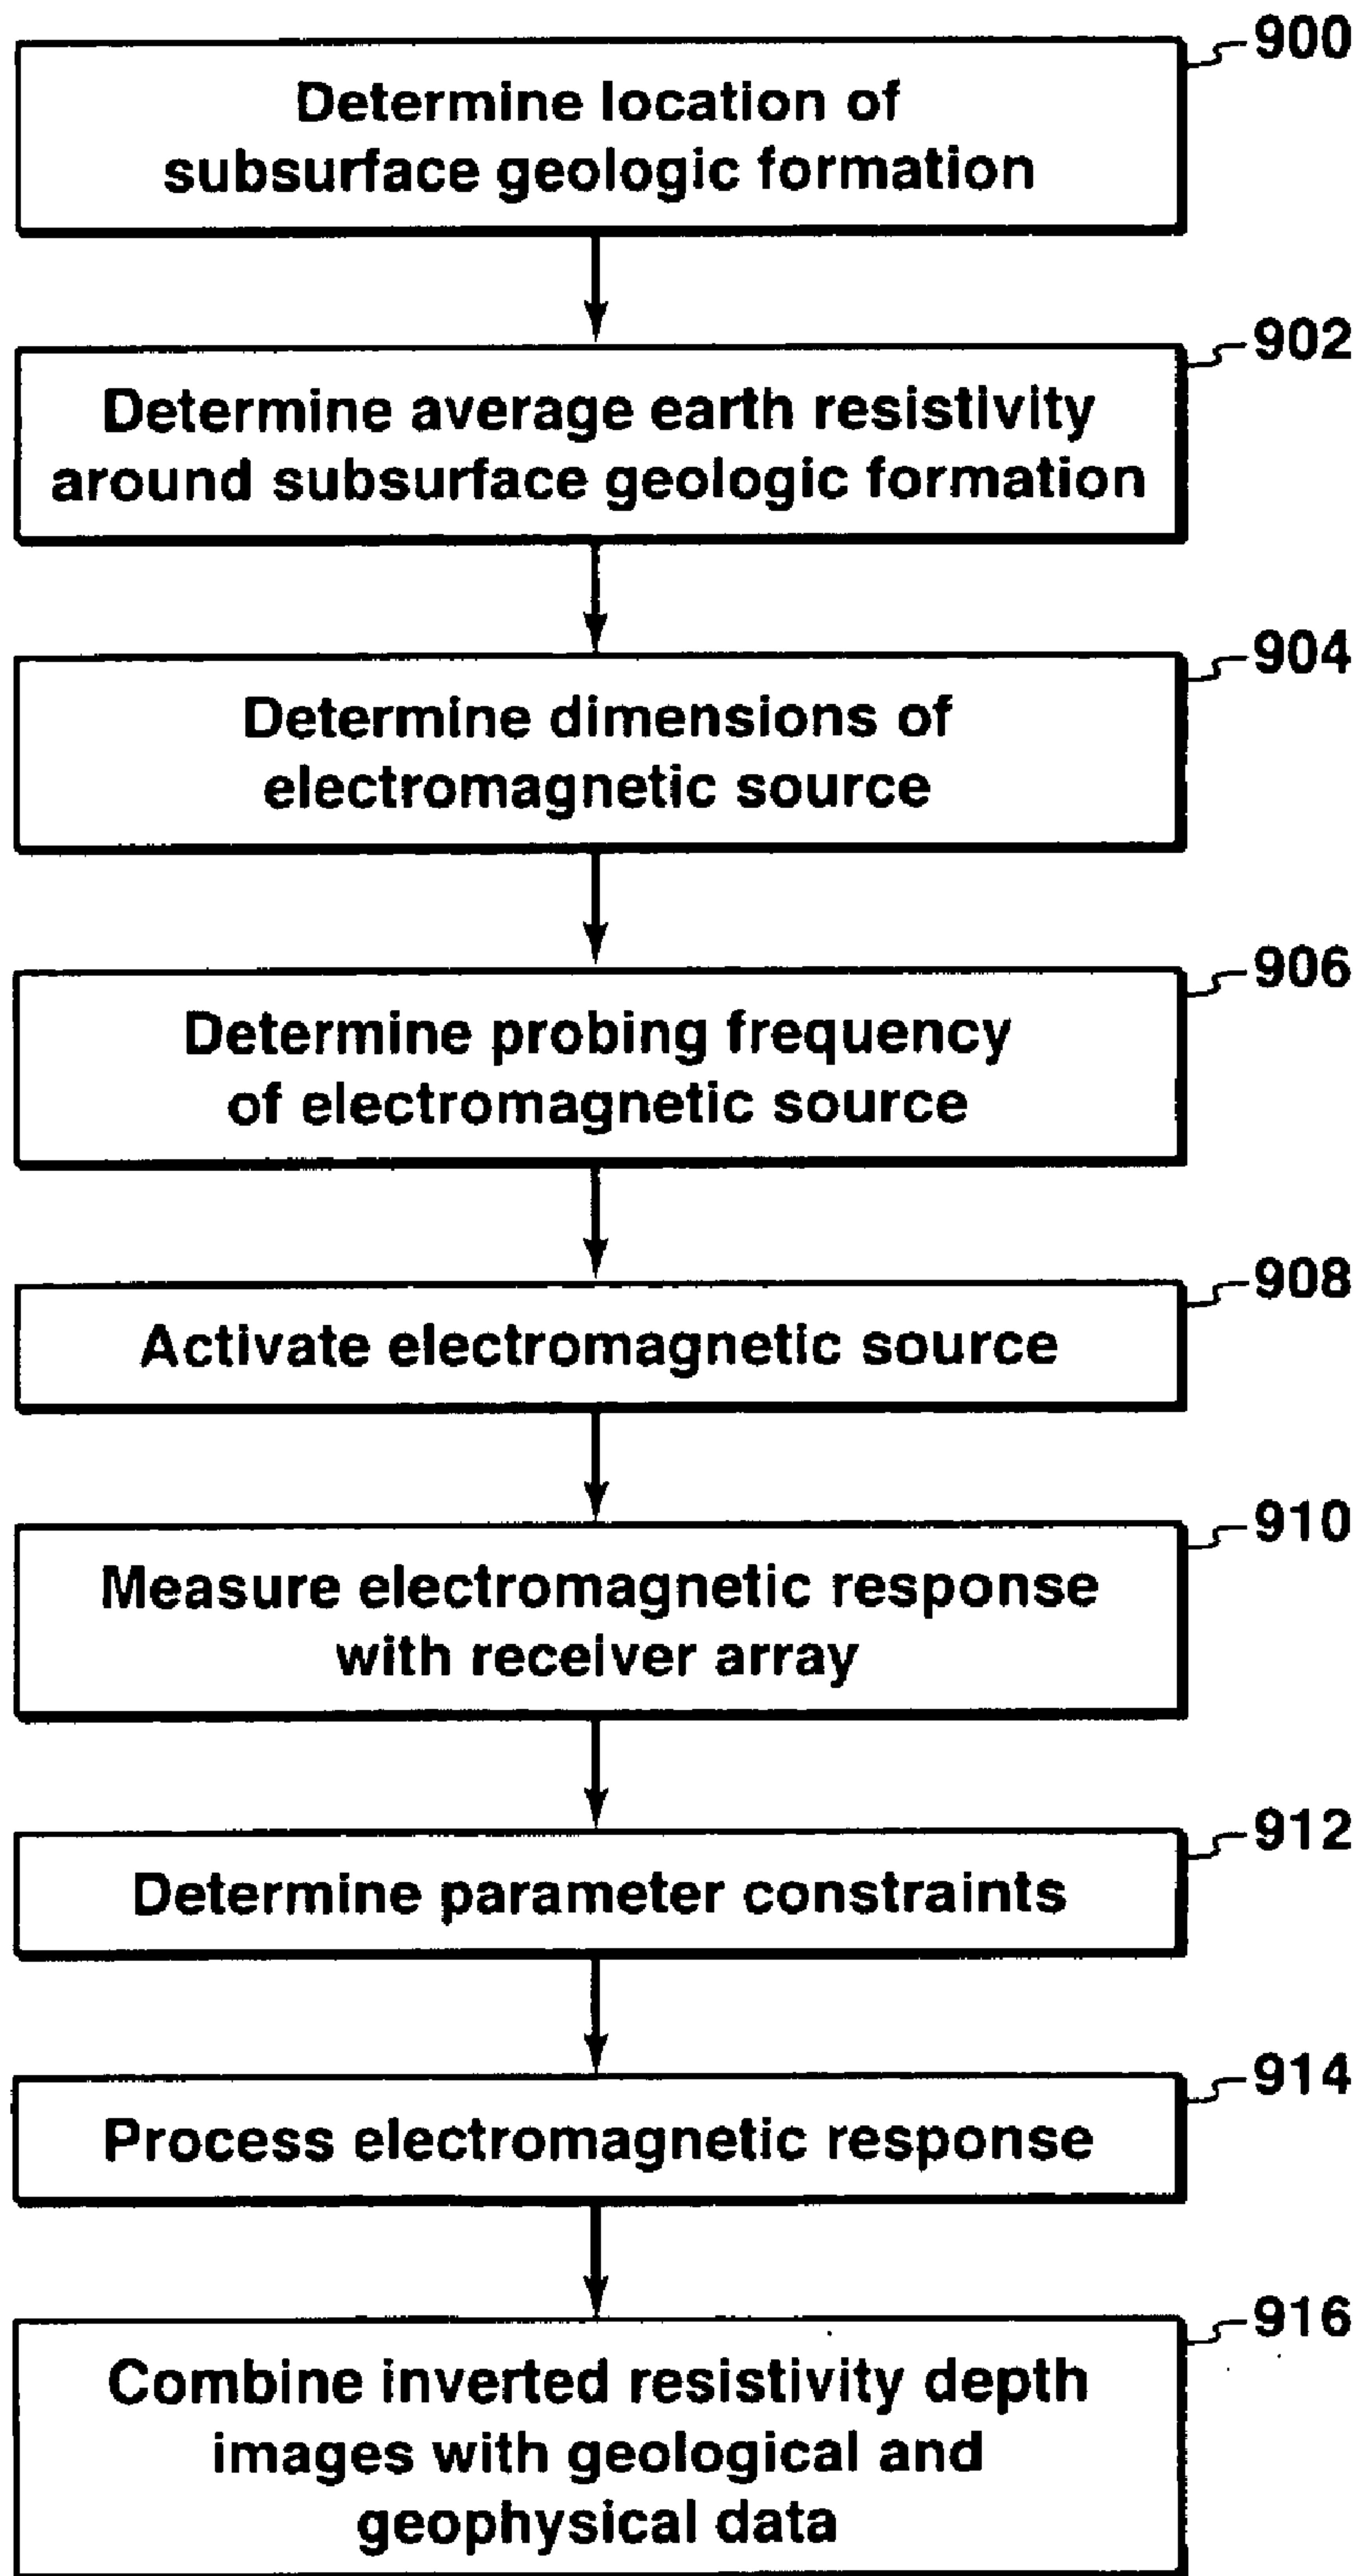 900
Determine location of
subsurface geologic formation
902
Determine average earth resistivity
around subsurface geologic formation
904
Determine dimensions of
electromagnetic source
906
Determine probing frequency
of electromagnetic source
908
Activate electromagnetic source
910
Measure electromagnetic response
with receiver array
912
Determine parameter constraints
914
Process electromagnetic response
916
Combine inverted resistivity depth
images with geological and
geophysical data